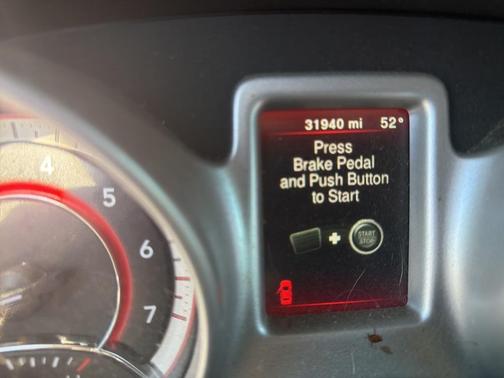 31940 mi 52°
Press
Brake Pedal
and Push Button
to Start
START
STOP
4
5
6
7